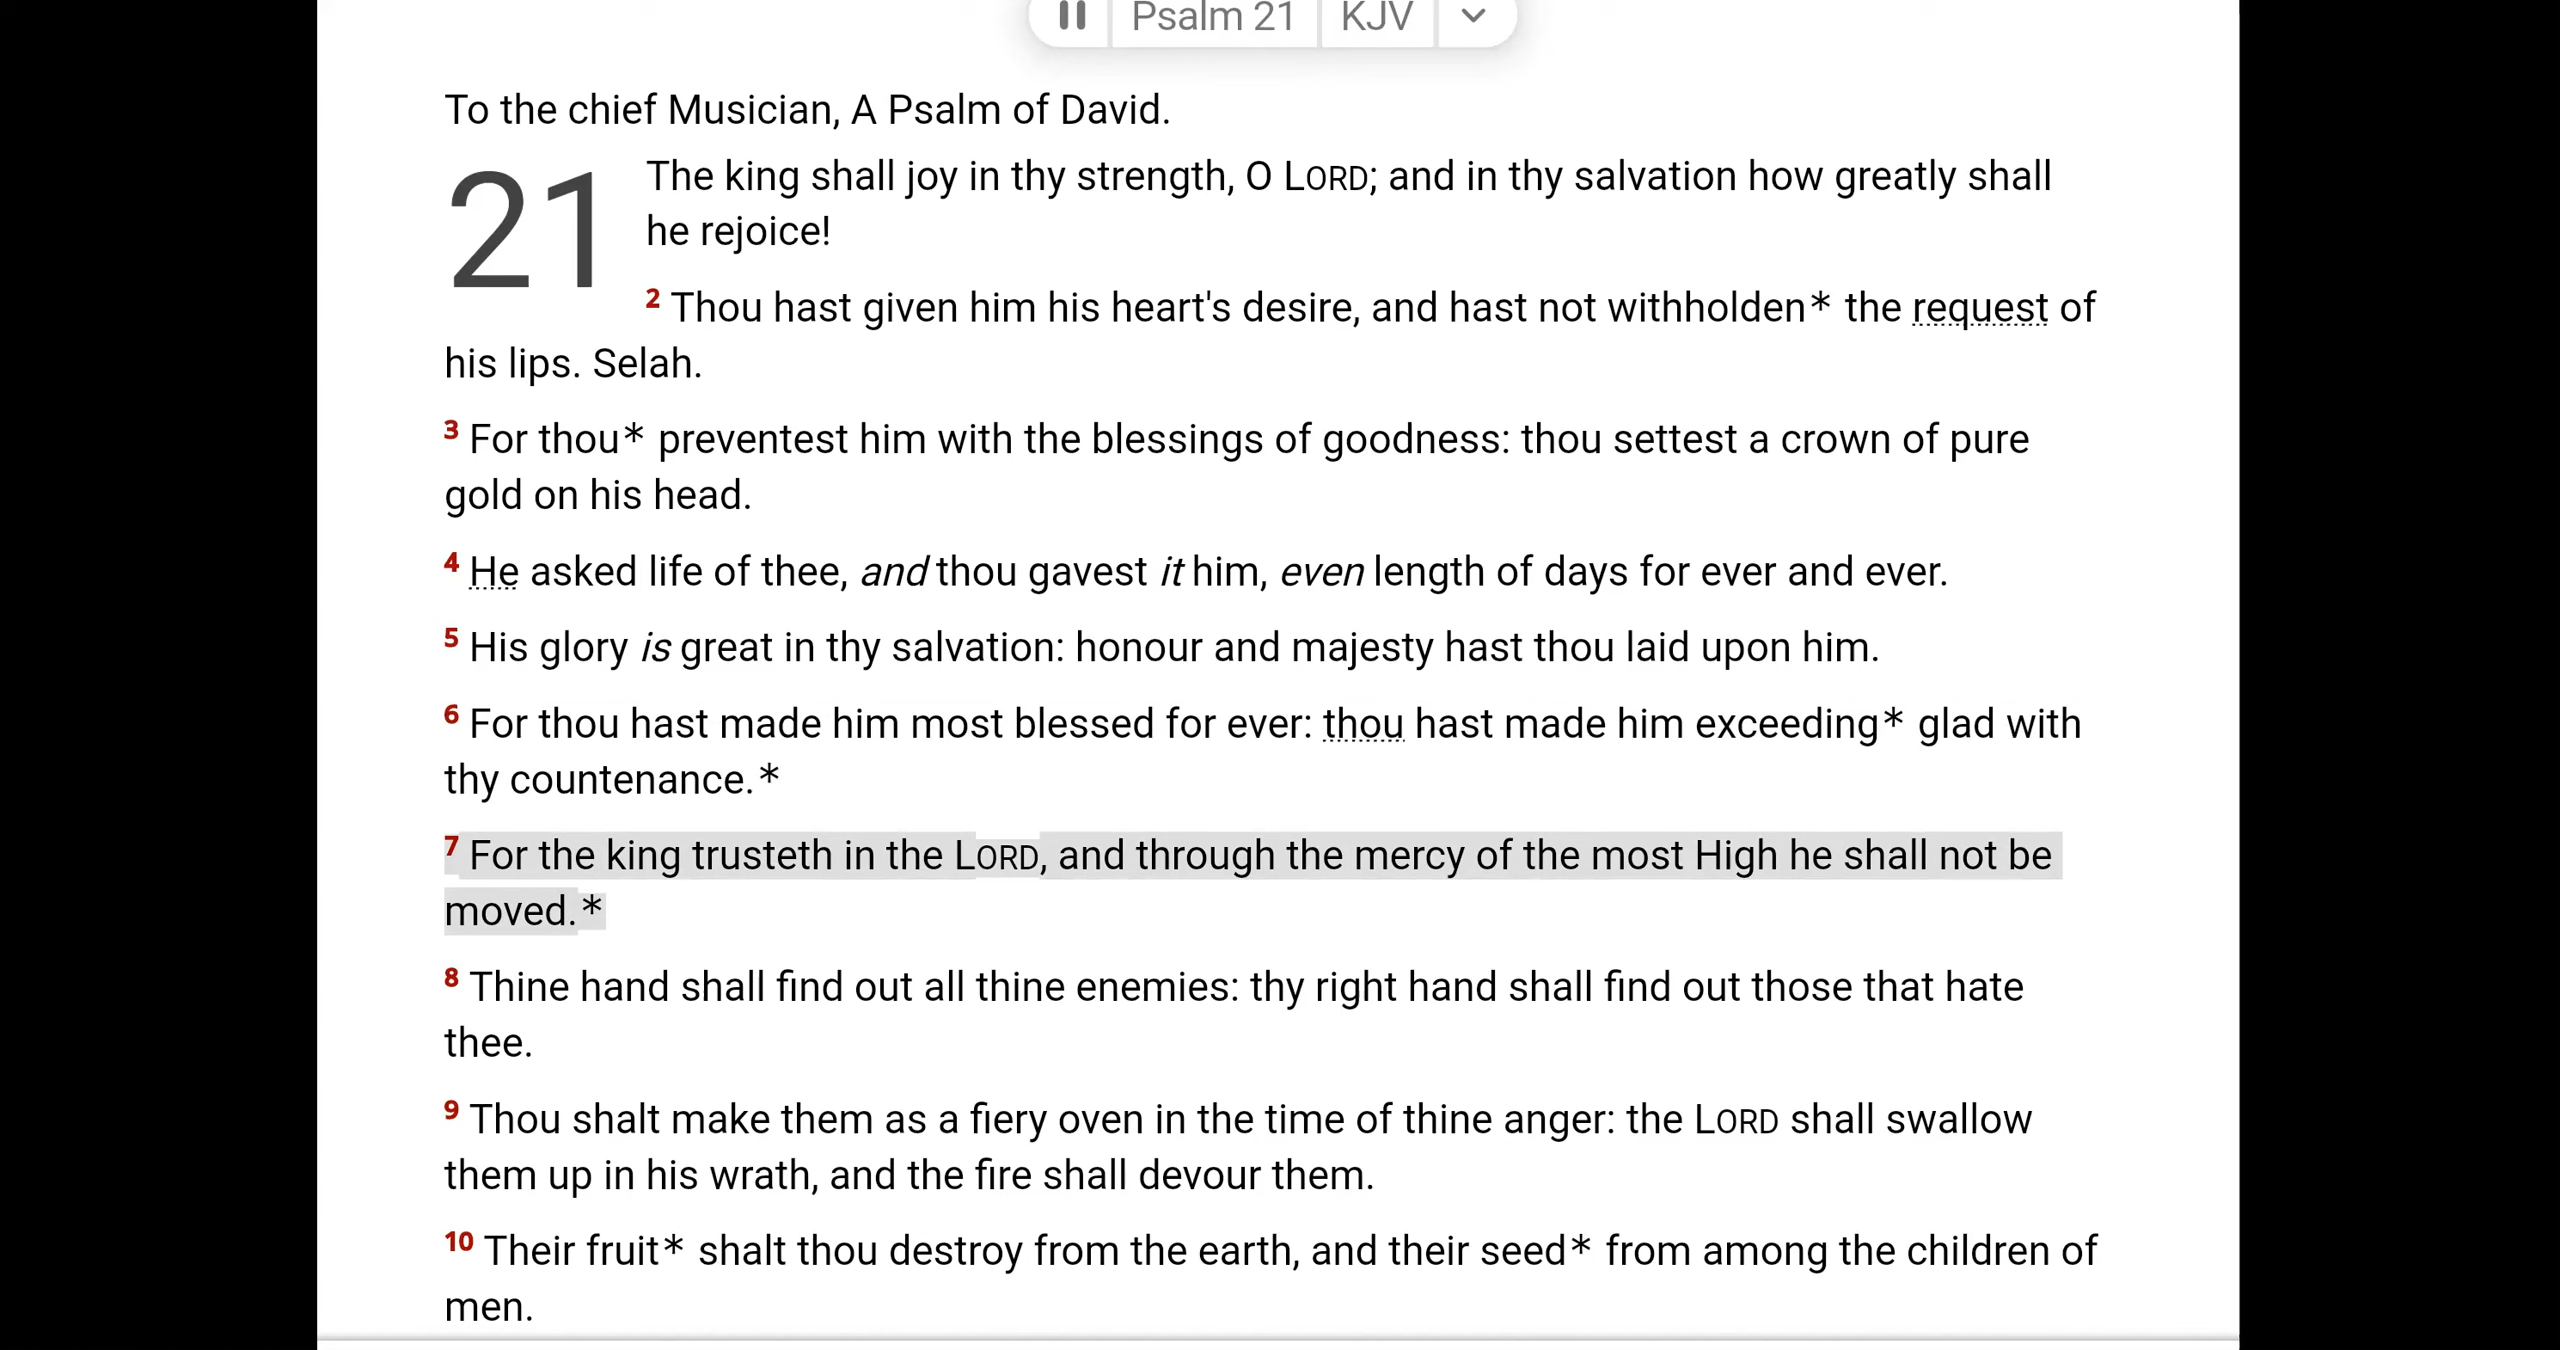 Psalm 21 KJV
To the chief Musician, A Psalm of David.
21 The king shall joy in thy strength, O LORD; and in thy salvation how greatly shall
he rejoice!
2 Thou hast given him his heart's desire, and hast not withholden* the request of
his lips. Selah.
3 For thou* preventest him with the blessings of goodness: thou settest a crown of pure
gold on his head.
4 He asked life of thee, and thou gavest it him, even length of days for ever and ever.
5 His glory is great in thy salvation: honour and majesty hast thou laid upon him.
6 For thou hast made him most blessed for ever: thou hast made him exceeding* glad with
thy countenance.*
7 For the king trusteth in the LORD, and through the mercy of the most High he shall not be
moved.*
8 Thine hand shall find out all thine enemies: thy right hand shall find out those that hate
thee.
9 Thou shalt make them as a fiery oven in the time of thine anger: the LORD shall swallow
them up in his wrath, and the fire shall devour them.
10 Their fruit* shalt thou destroy from the earth, and their seed* from among the children of
men.